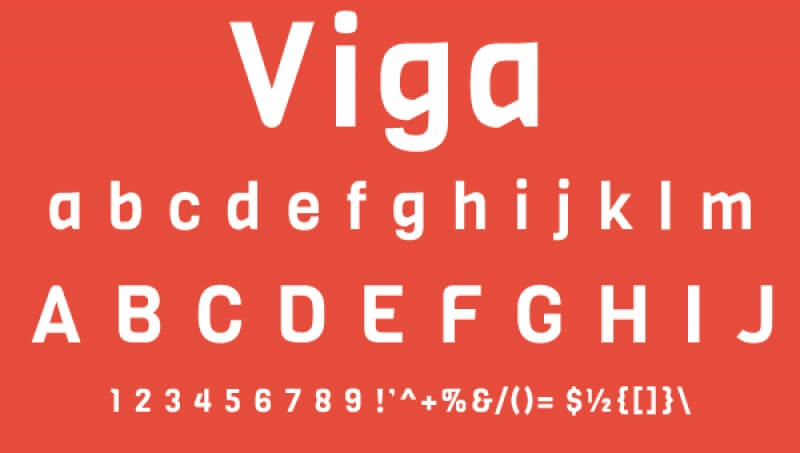 Viga
a b c d e f g h i j k l m
A B C D E F G H I J
1 2 3 4 5 6 7 8 9 !’^+%&/()= $½{[]}\